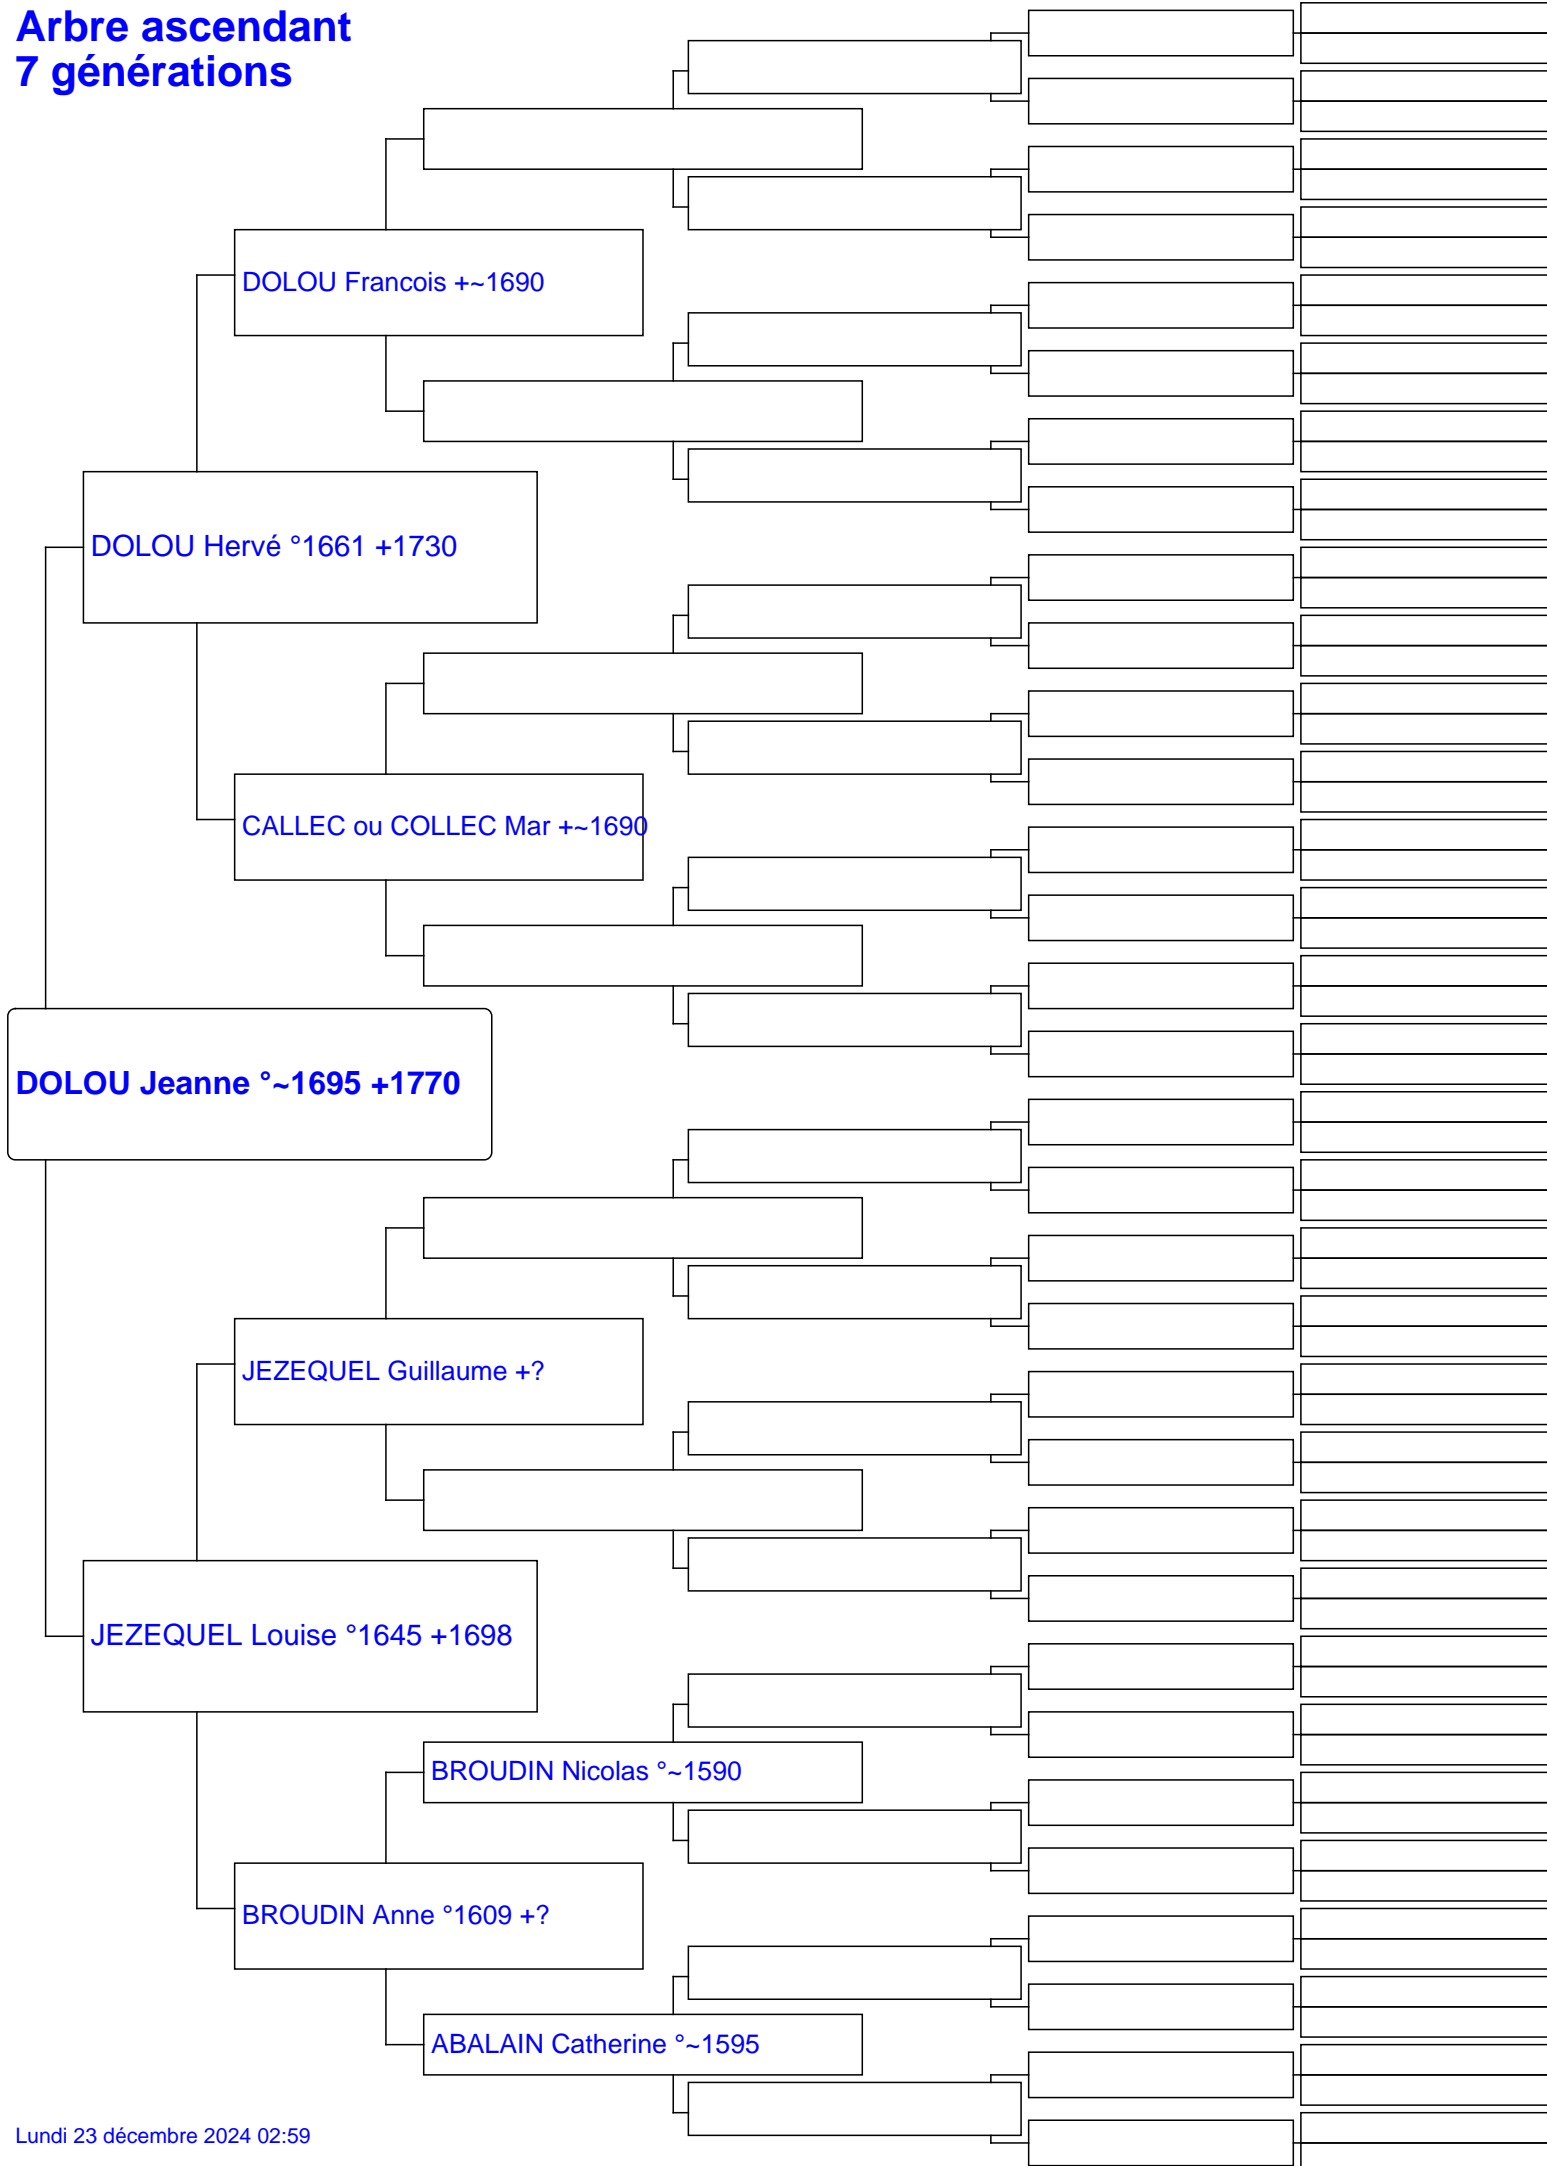 Arbre ascendant
7 générations
DOLOU Francois +~1690
DOLOU Hervé °1661 +1730
CALLEC ou COLLEC Mar +~1690
DOLOU Jeanne °~1695 +1770
JEZEQUEL Guillaume +?
JEZEQUEL Louise °1645 +1698
BROUDIN Nicolas °~1590
BROUDIN Anne °1609 +?
ABALAIN Catherine °~1595
Lundi 23 décembre 2024 02:59